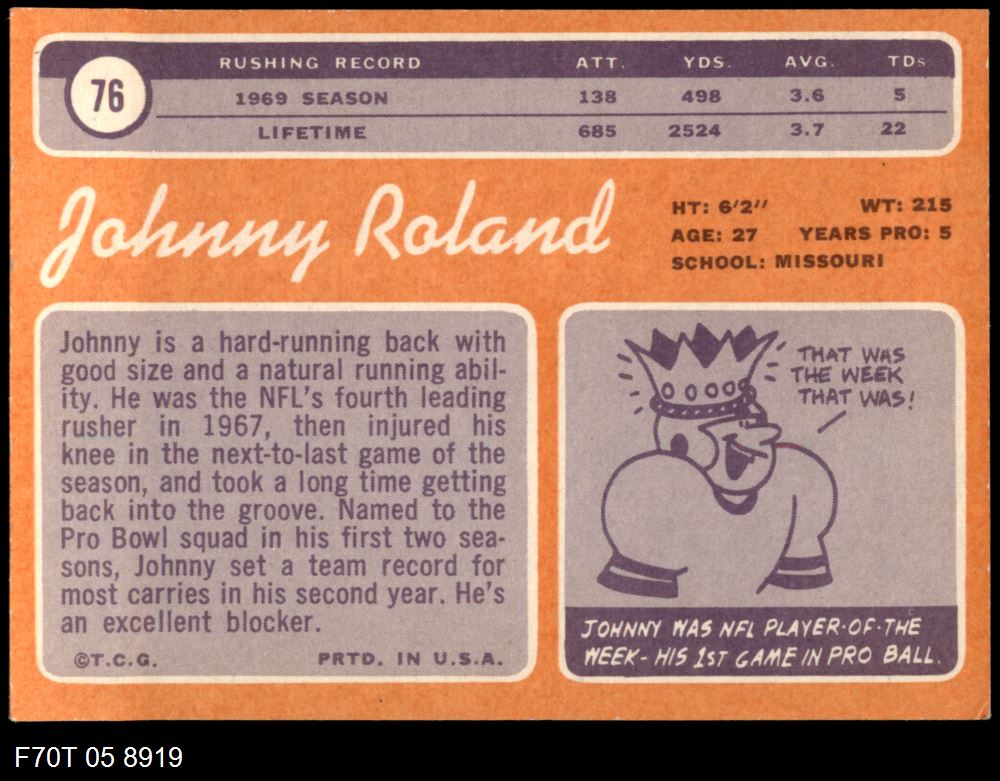 76
RUSHING RECORD ATT. YDS. AVG. TDs
1969 SEASON 138 498 3.6 5
LIFETIME 685 2524 3.7 22
Johnny Roland
HT: 6'2'' WT: 215
AGE: 27 YEARS PRO: 5
SCHOOL: MISSOURI
Johnny is a hard-running back with
good size and a natural running abil-
ity. He was the NFL's fourth leading
rusher in 1967, then injured his
knee in the next-to-last game of the
season, and took a long time getting
back into the groove. Named to the
Pro Bowl squad in his first two sea-
sons, Johnny set a team record for
most carries in his second year. He's
an excellent blocker.
©T.C.G. PRTD. IN U.S.A.
THAT WAS
THE WEEK
THAT WAS!
JOHNNY WAS NFL PLAYER-OF-THE
WEEK- HIS 1ST GAME IN PRO BALL.
F70T 05 8919